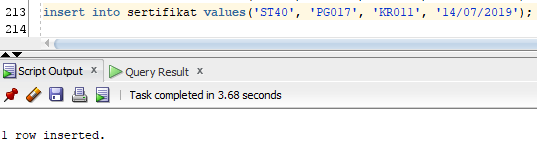 213 insert into sertifikat values('ST40', 'PG017', 'KR011', '14/07/2019');
214
Script Output x Query Result x
Task completed in 3.68 seconds
1 row inserted.